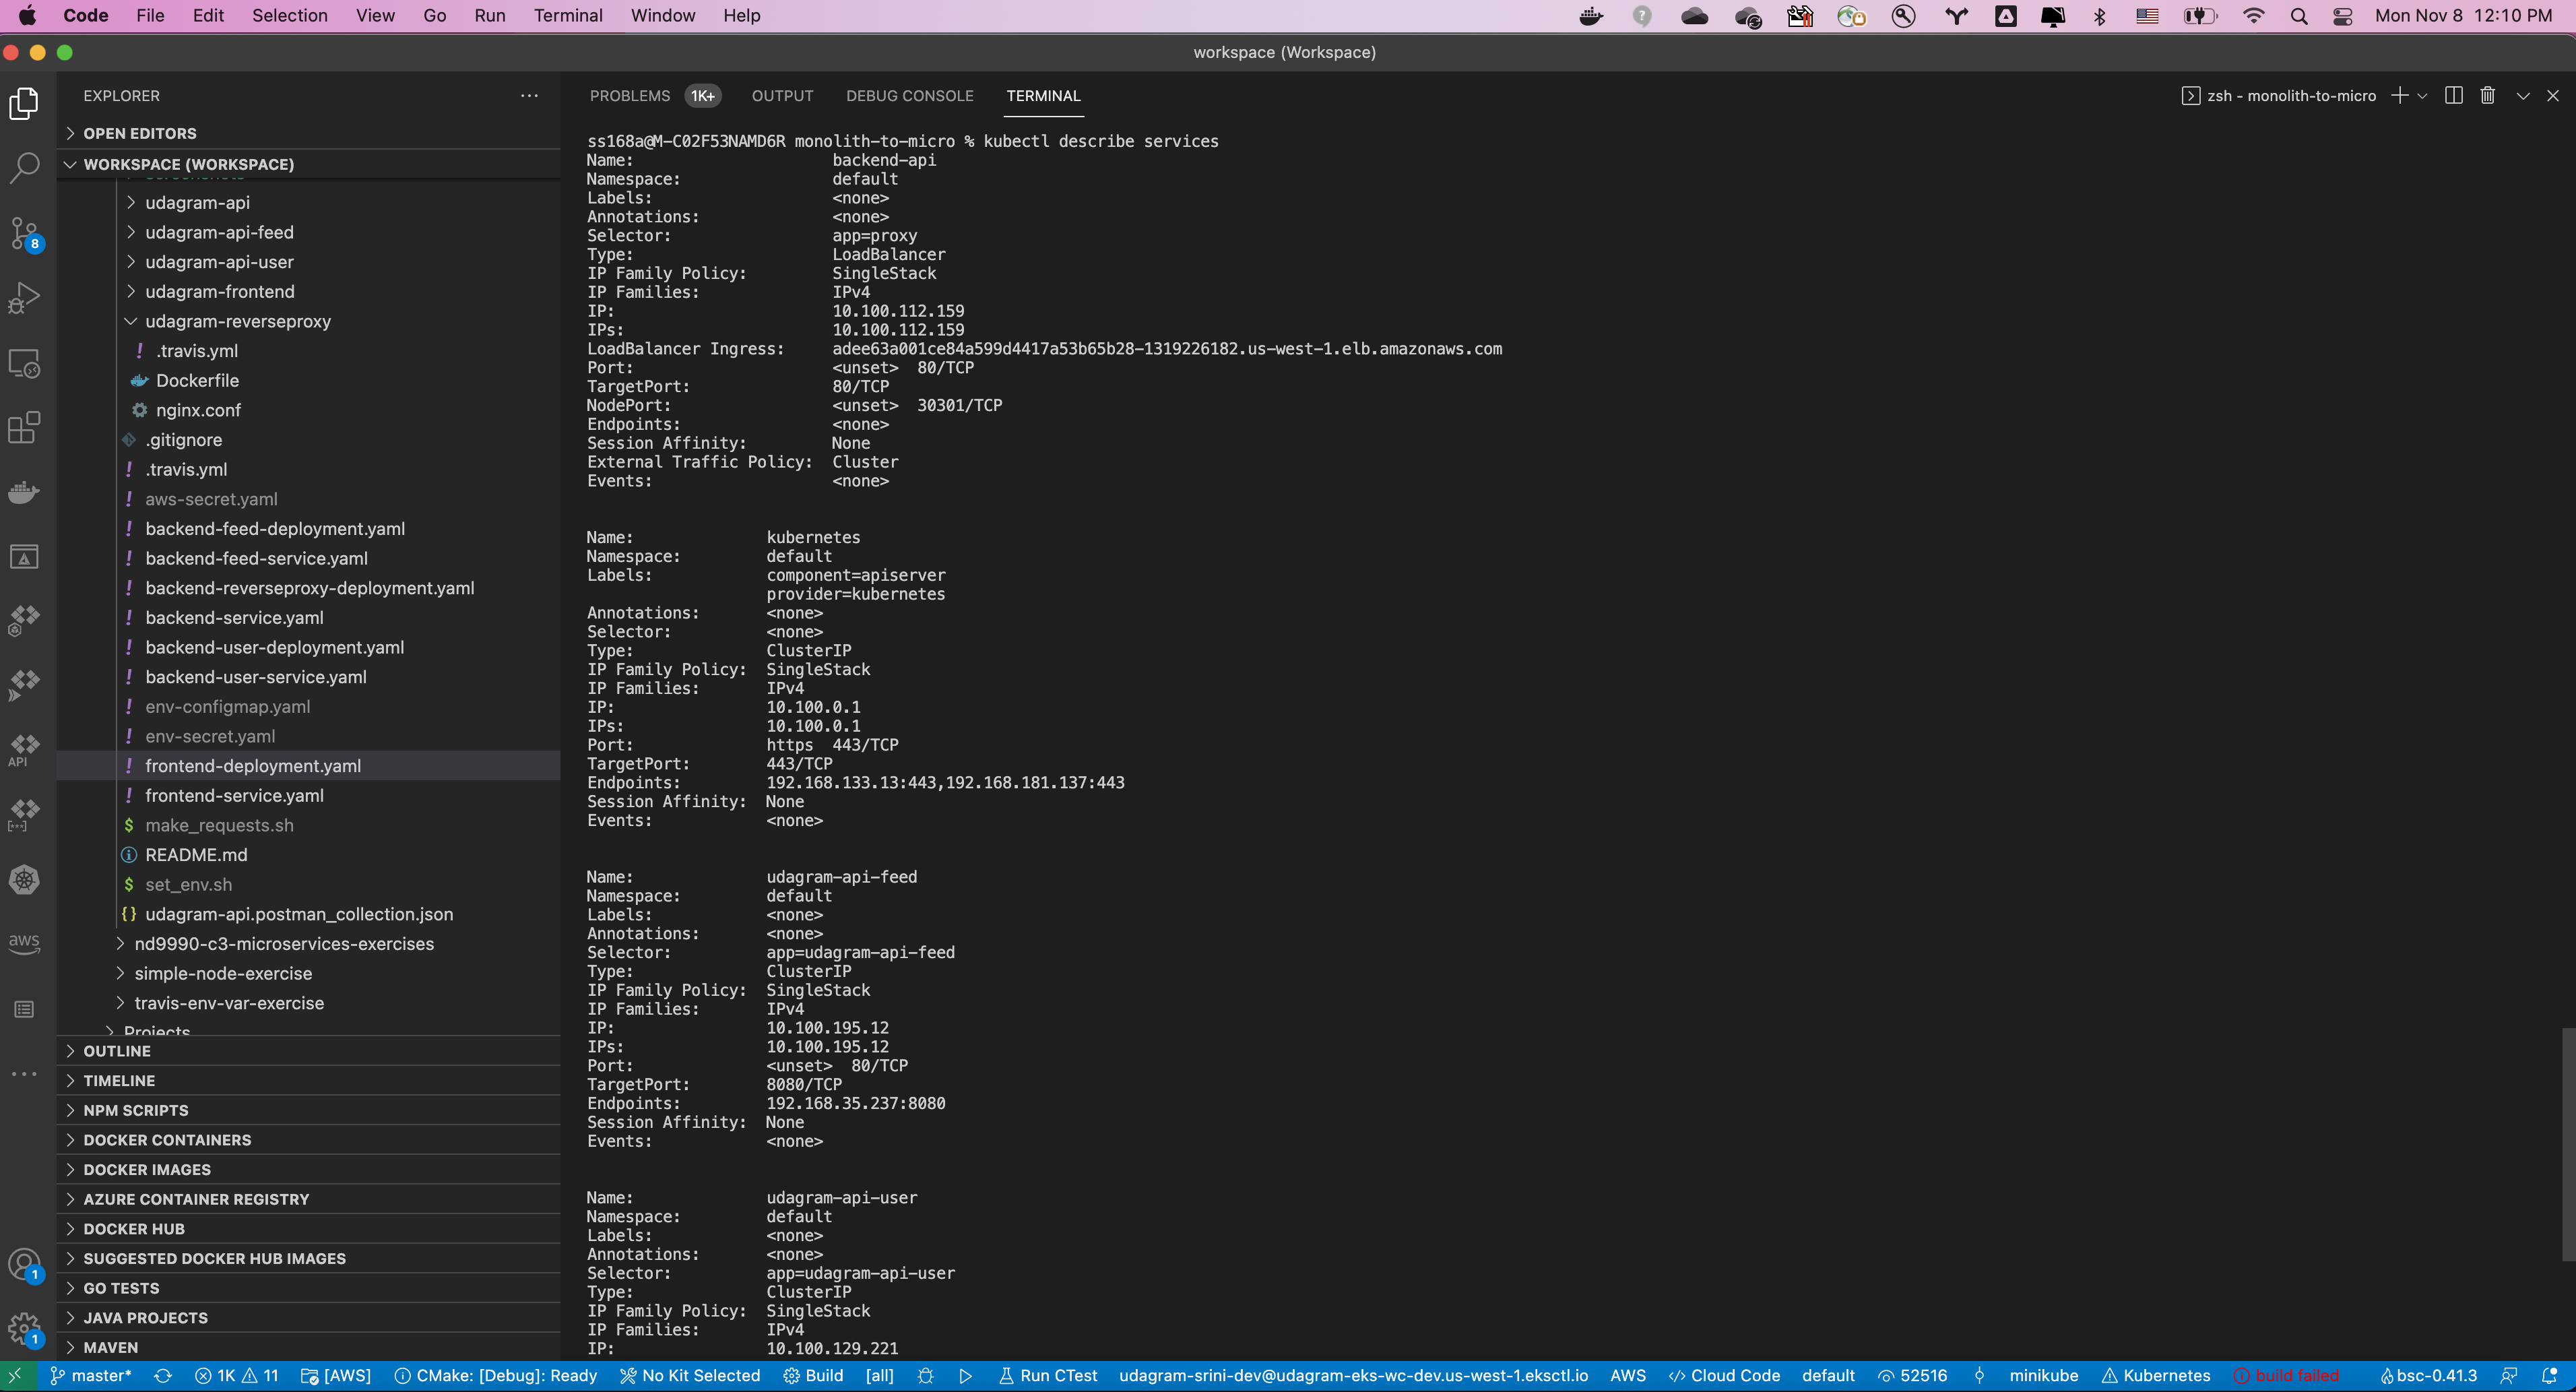 Code File Edit Selection View Go Run Terminal Window Help
Mon Nov 8 12:10 PM
workspace (Workspace)
EXPLORER
OPEN EDITORS
WORKSPACE (WORKSPACE)
udagram-api
udagram-api-feed
udagram-api-user
udagram-frontend
udagram-reverseproxy
.travis.yml
Dockerfile
nginx.conf
.gitignore
.travis.yml
aws-secret.yaml
backend-feed-deployment.yaml
backend-feed-service.yaml
backend-reverseproxy-deployment.yaml
backend-service.yaml
backend-user-deployment.yaml
backend-user-service.yaml
env-configmap.yaml
env-secret.yaml
frontend-deployment.yaml
frontend-service.yaml
make_requests.sh
README.md
set_env.sh
udagram-api.postman_collection.json
nd9990-c3-microservices-exercises
simple-node-exercise
travis-env-var-exercise
Projects
OUTLINE
TIMELINE
NPM SCRIPTS
DOCKER CONTAINERS
DOCKER IMAGES
AZURE CONTAINER REGISTRY
DOCKER HUB
SUGGESTED DOCKER HUB IMAGES
GO TESTS
JAVA PROJECTS
MAVEN
8
API
aws
1
1
PROBLEMS 1K+ OUTPUT DEBUG CONSOLE TERMINAL
zsh - monolith-to-micro
ss168a@M-C02F53NAMD6R monolith-to-micro % kubectl describe services
Name: backend-api
Namespace: default
Labels: <none>
Annotations: <none>
Selector: app=proxy
Type: LoadBalancer
IP Family Policy: SingleStack
IP Families: IPv4
IP: 10.100.112.159
IPs: 10.100.112.159
LoadBalancer Ingress: adee63a001ce84a599d4417a53b65b28-1319226182.us-west-1.elb.amazonaws.com
Port: <unset> 80/TCP
TargetPort: 80/TCP
NodePort: <unset> 30301/TCP
Endpoints: <none>
Session Affinity: None
External Traffic Policy: Cluster
Events: <none>
Name: kubernetes
Namespace: default
Labels: component=apiserver
provider=kubernetes
Annotations: <none>
Selector: <none>
Type: ClusterIP
IP Family Policy: SingleStack
IP Families: IPv4
IP: 10.100.0.1
IPs: 10.100.0.1
Port: https 443/TCP
TargetPort: 443/TCP
Endpoints: 192.168.133.13:443,192.168.181.137:443
Session Affinity: None
Events: <none>
Name: udagram-api-feed
Namespace: default
Labels: <none>
Annotations: <none>
Selector: app=udagram-api-feed
Type: ClusterIP
IP Family Policy: SingleStack
IP Families: IPv4
IP: 10.100.195.12
IPs: 10.100.195.12
Port: <unset> 80/TCP
TargetPort: 8080/TCP
Endpoints: 192.168.35.237:8080
Session Affinity: None
Events: <none>
Name: udagram-api-user
Namespace: default
Labels: <none>
Annotations: <none>
Selector: app=udagram-api-user
Type: ClusterIP
IP Family Policy: SingleStack
IP Families: IPv4
IP: 10.100.129.221
master* 1K 11 [AWS] CMake: [Debug]: Ready No Kit Selected Build [all] Run CTest udagram-srini-dev@udagram-eks-wc-dev.us-west-1.eksctl.io AWS Cloud Code default 52516 minikube Kubernetes build failed bsc-0.41.3